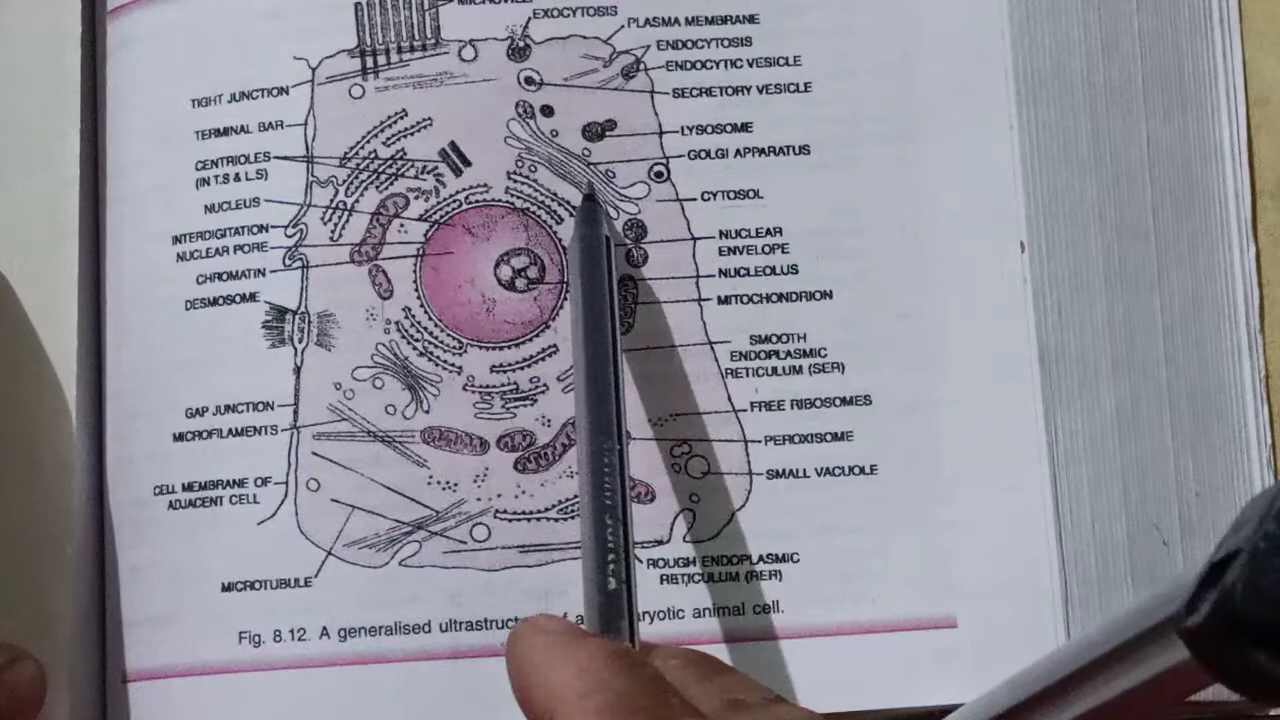 EXOCYTOSIS
PLASMA MEMBRANE
ENDOCYTOSIS
ENDOCYTIC VESICLE
SECRETORY VESICLE
LYSOSOME
GOLGI APPARATUS
CYTOSOL
NUCLEAR
ENVELOPE
NUCLEOLUS
MITOCHONDRION
SMOOTH
ENDOPLASMIC
RETICULUM (SER)
FREE RIBOSOMES
PEROXISOME
SMALL VACUOLE
ROUGH ENDOPLASMIC
RETICULUM (RER)
TIGHT JUNCTION
TERMINAL BAR
CENTRIOLES
(IN T.S & L.S)
NUCLEUS
INTERDIGITATION
NUCLEAR PORE
CHROMATIN
DESMOSOME
GAP JUNCTION
MICROFILAMENTS
CELL MEMBRANE OF
ADJACENT CELL
MICROTUBULE
Fig. 8.12. A generalised animal cell.